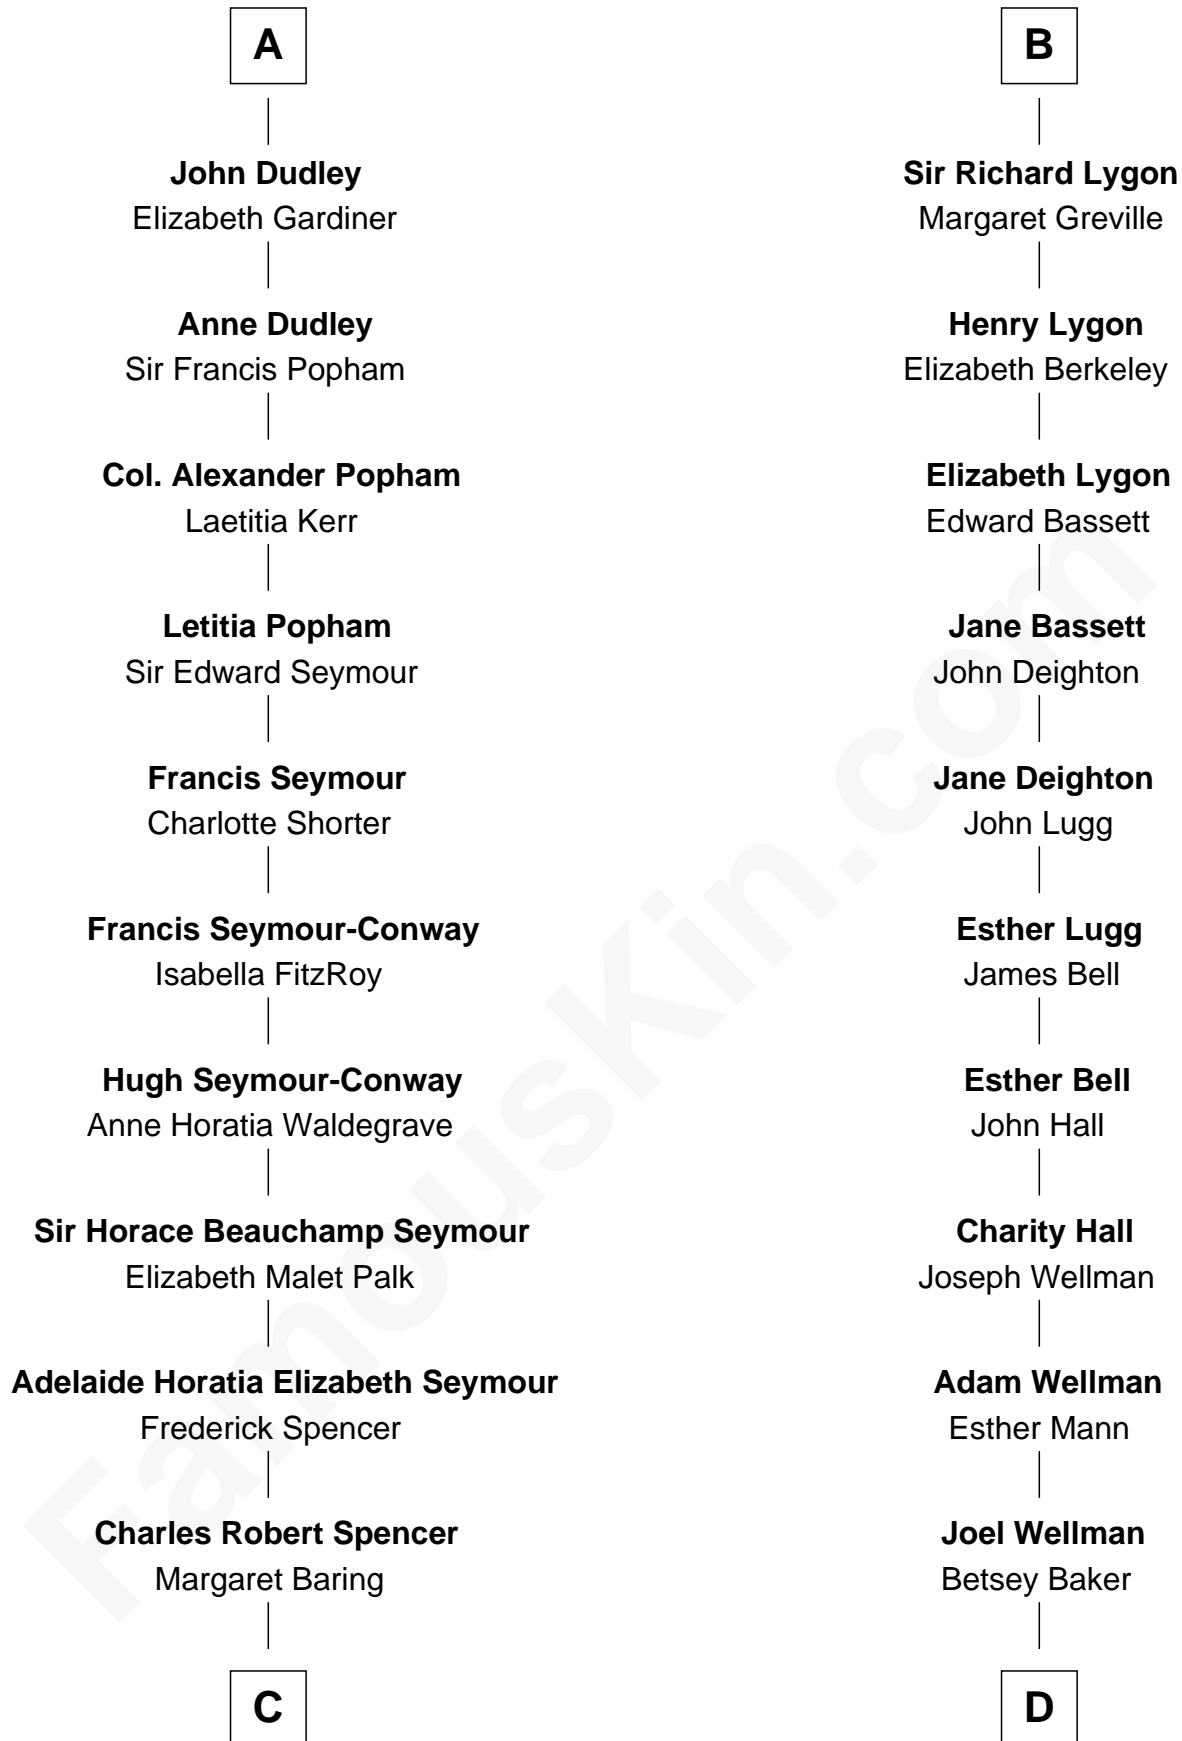 A
John Dudley
Elizabeth Gardiner
Anne Dudley
Sir Francis Popham
Col. Alexander Popham
Laetitia Kerr
Letitia Popham
Sir Edward Seymour
Francis Seymour
Charlotte Shorter
Francis Seymour-Conway
Isabella FitzRoy
Hugh Seymour-Conway
Anne Horatia Waldegrave
Sir Horace Beauchamp Seymour
Elizabeth Malet Palk
Adelaide Horatia Elizabeth Seymour
Frederick Spencer
Charles Robert Spencer
Margaret Baring
C
B
Sir Richard Lygon
Margaret Greville
Henry Lygon
Elizabeth Berkeley
Elizabeth Lygon
Edward Bassett
Jane Bassett
John Deighton
Jane Deighton
John Lugg
Esther Lugg
James Bell
Esther Bell
John Hall
Charity Hall
Joseph Wellman
Adam Wellman
Esther Mann
Joel Wellman
Betsey Baker
D
FamousKin.com